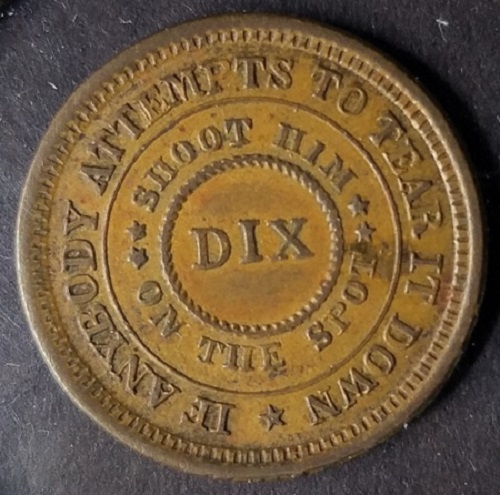 IF ANYBODY ATTEMPTS TO TEAR IT DOWN
SHOOT HIM
ON THE SPOT
DIX